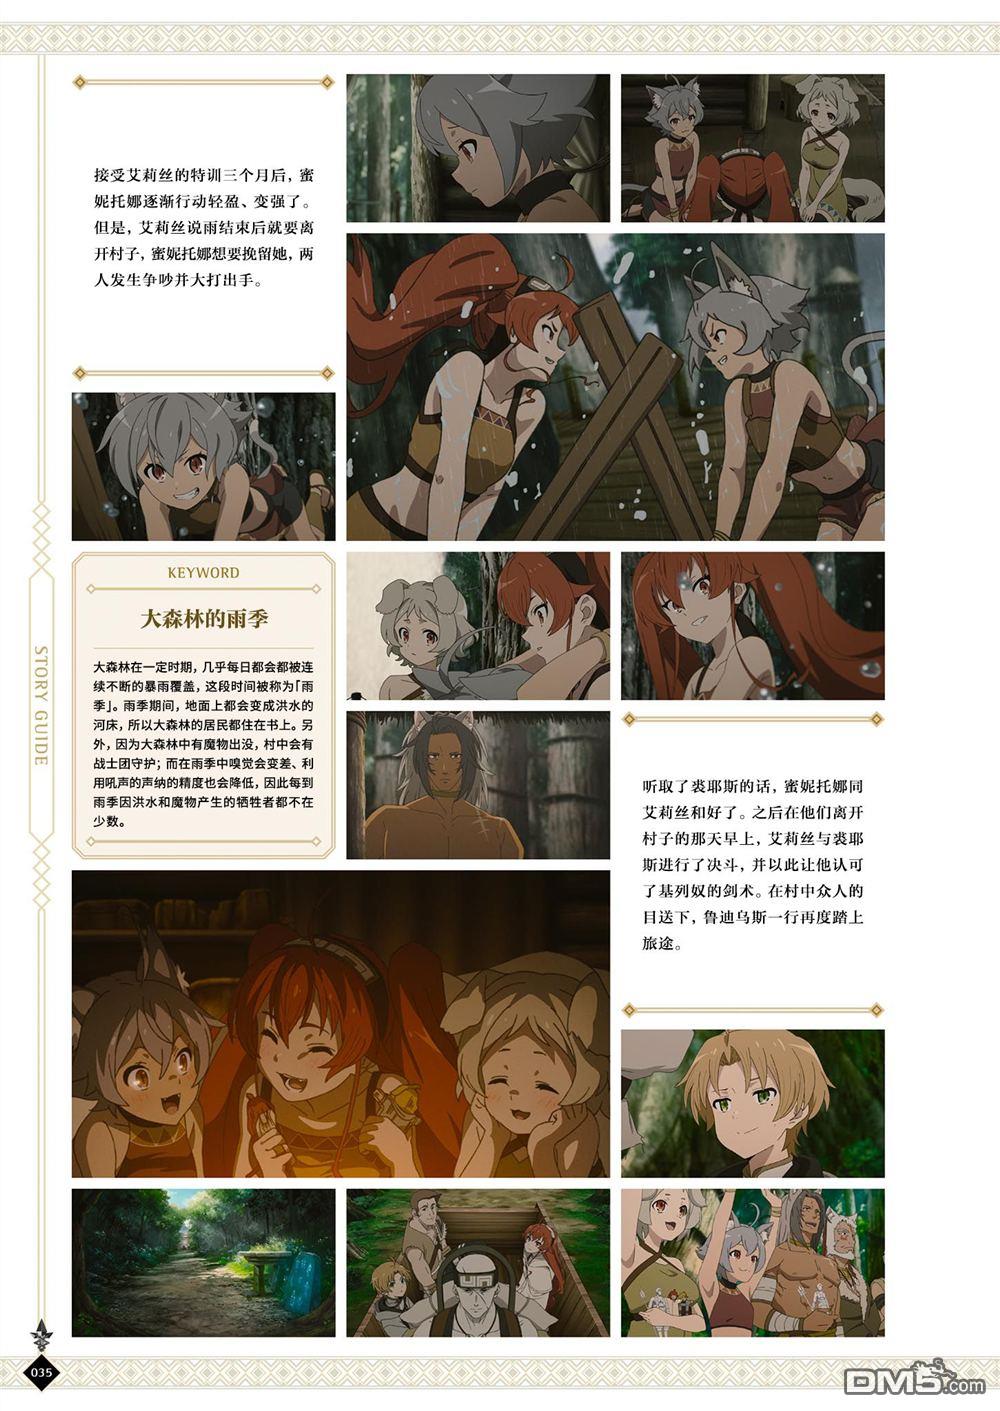 接受艾莉丝的特训三个月后，蜜
妮托娜逐渐行动轻盈、变强了。
但是，艾莉丝说雨结束后就要离
开村子，蜜妮托娜想要挽留她，两
人发生争吵并大打出手。
KEYWORD
大森林的雨季
大森林在一定时期，几乎每日都会都被连
续不断的暴雨覆盖，这段时间被称为「雨
季」。雨季期间，地面上都会变成洪水的
河床，所以大森林的居民都住在书上。另
外，因为大森林中有魔物出没，村中会有
战士团守护；而在雨季中嗅觉会变差、利
用吼声的声纳的精度也会降低，因此每到
雨季因洪水和魔物产生的牺牲者都不在
少数。
听取了裘耶斯的话，蜜妮托娜同
艾莉丝和好了。之后在他们离开
村子的那天早上，艾莉丝与裘耶
斯进行了决斗，并以此让他认可
了基列奴的剑术。在村中众人的
目送下，鲁迪乌斯一行再度踏上
旅途。
STORY GUIDE
035
DM5.com